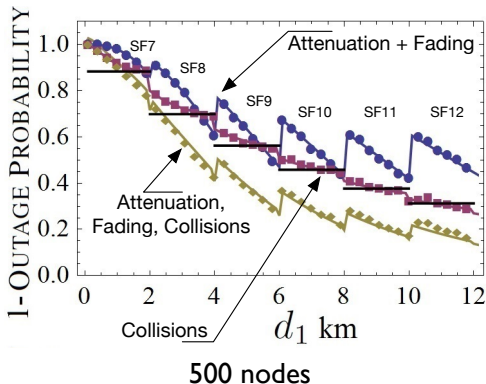 1-OUTAGE PROBABILITY
1.0
0.8
0.6
0.4
0.2
0.0
SF7
SF8
SF9
SF10
SF11
SF12
Attenuation + Fading
Attenuation,
Fading, Collisions
Collisions
0
2
4
6
8
10
12
d1 km
500 nodes